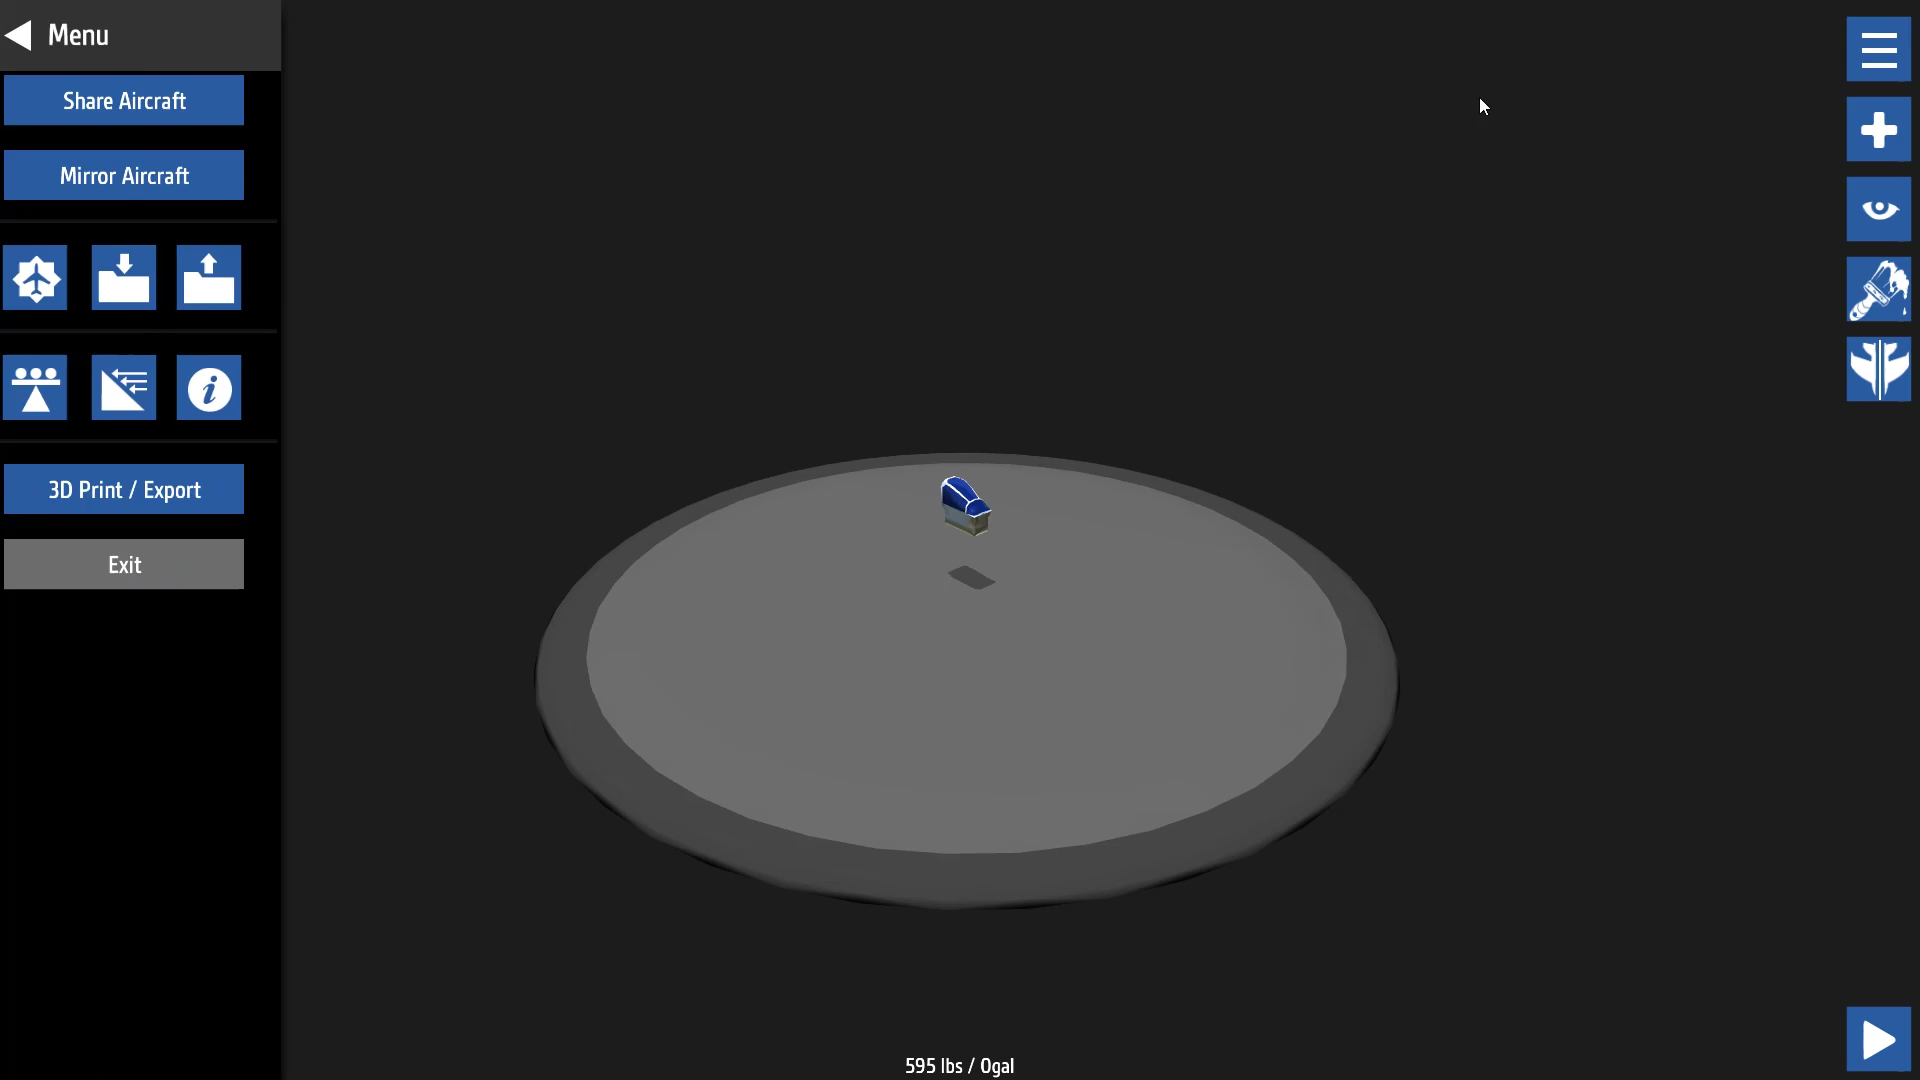 Menu
Share Aircraft
Mirror Aircraft
3D Print / Export
Exit
595 lbs / 0gal